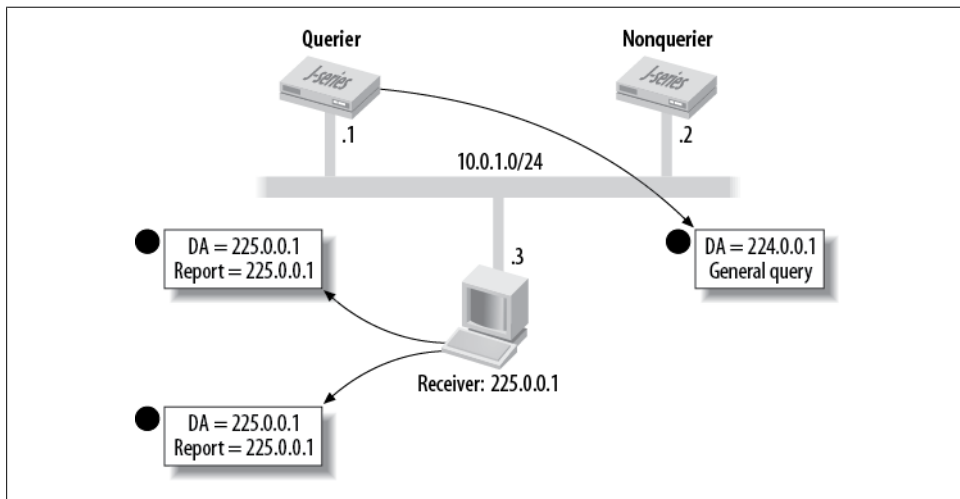 Querier
Nonquerier
J-series
J-series
.1
.2
10.0.1.0/24
DA = 225.0.0.1
Report = 225.0.0.1
DA = 224.0.0.1
General query
.3
Receiver: 225.0.0.1
DA = 225.0.0.1
Report = 225.0.0.1